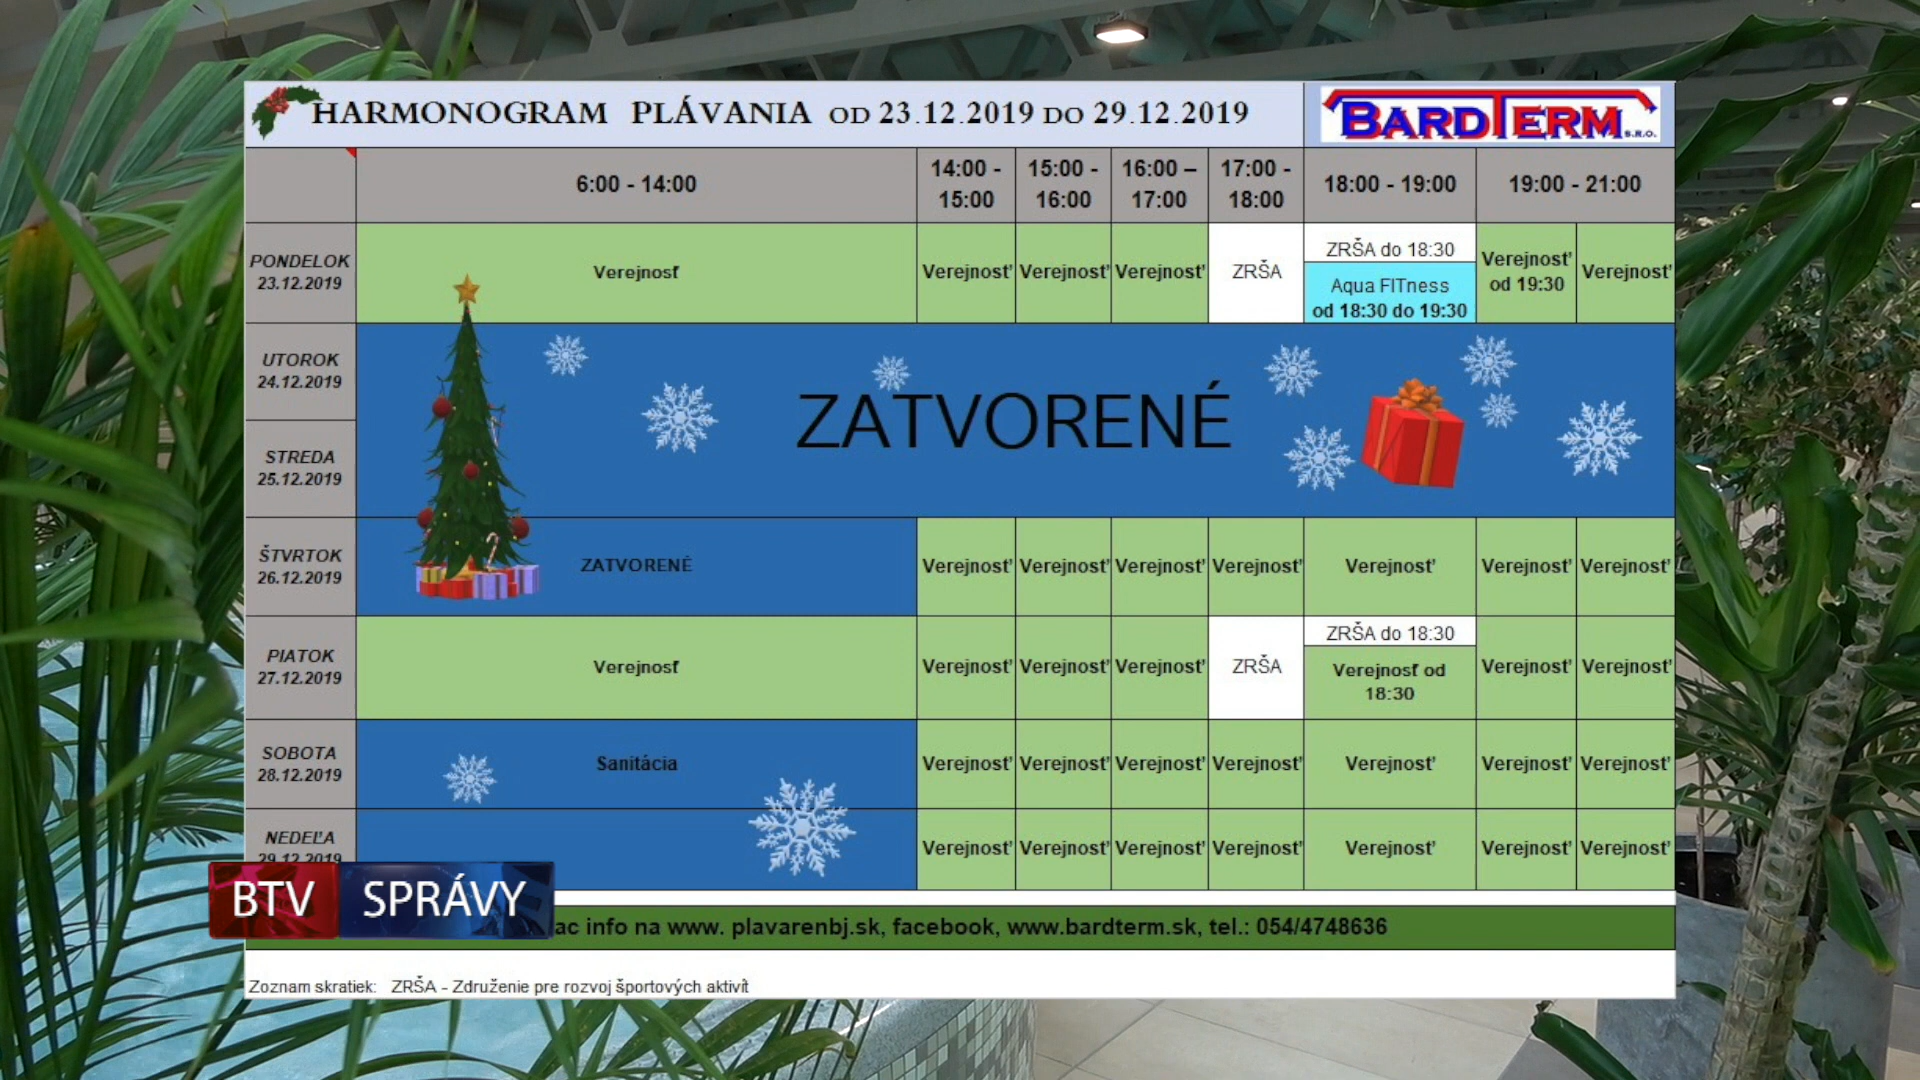 HARMONOGRAM PLÁVANIA OD 23.12.2019 DO 29.12.2019
BARDTERM S.R.O.
6:00 - 14:00
14:00 - 15:00
15:00 - 16:00
16:00 – 17:00
17:00 - 18:00
18:00 - 19:00
19:00 - 21:00
PONDELOK
23.12.2019
Verejnosť
Verejnosť
Verejnosť
Verejnosť
ZRŠA
ZRŠA do 18:30
Aqua FITness
od 18:30 do 19:30
Verejnosť
od 19:30
Verejnosť
UTOROK
24.12.2019
STREDA
25.12.2019
ZATVORENÉ
ŠTVRTOK
26.12.2019
ZATVORENÉ
Verejnosť
Verejnosť
Verejnosť
Verejnosť
Verejnosť
Verejnosť
Verejnosť
PIATOK
27.12.2019
Verejnosť
Verejnosť
Verejnosť
Verejnosť
ZRŠA
ZRŠA do 18:30
Verejnosť od
18:30
Verejnosť
Verejnosť
SOBOTA
28.12.2019
Sanitácia
Verejnosť
Verejnosť
Verejnosť
Verejnosť
Verejnosť
Verejnosť
Verejnosť
NEDEĽA
29.12.2019
Verejnosť
Verejnosť
Verejnosť
Verejnosť
Verejnosť
Verejnosť
Verejnosť
BTV SPRÁVY
info na www. plavarenbj.sk, facebook, www.bardterm.sk, tel.: 054/4748636
Zoznam skratiek: ZRŠA - Združenie pre rozvoj športových aktivít